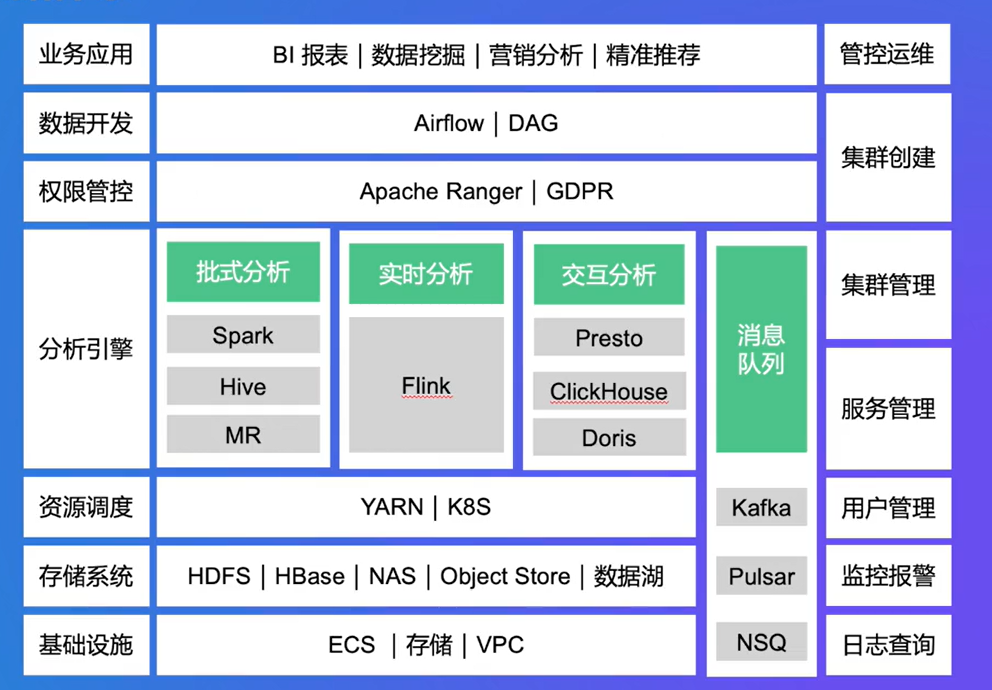 业务应用
BI 报表 | 数据挖掘 | 营销分析 | 精准推荐
管控运维
数据开发
Airflow | DAG
集群创建
权限管控
Apache Ranger | GDPR
分析引擎
批式分析
Spark
Hive
MR
实时分析
Flink
交互分析
Presto
ClickHouse
Doris
消息
队列
Kafka
Pulsar
NSQ
集群管理
服务管理
资源调度
YARN | K8S
用户管理
存储系统
HDFS | HBase | NAS | Object Store | 数据湖
监控报警
基础设施
ECS | 存储 | VPC
日志查询